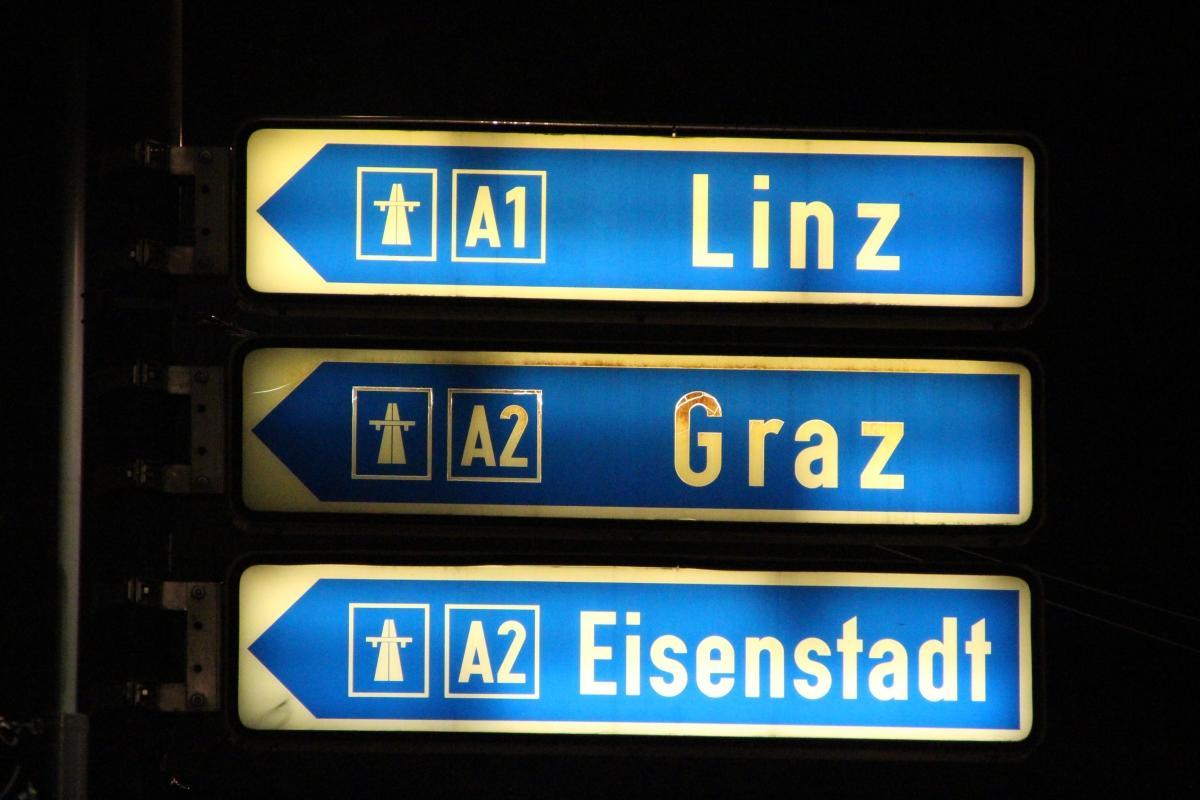 A1 Linz
A2 Graz
A2 Eisenstadt